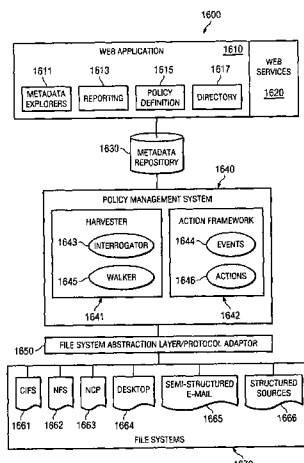 1600
WEB APPLICATION 1610
1611 1613 1615 1617
METADATA EXPLORERS
REPORTING
POLICY DEFINITION
DIRECTORY
WEB SERVICES
1620
1630
METADATA REPOSITORY
1640
POLICY MANAGEMENT SYSTEM
HARVESTER
1643 INTERROGATOR
1645 WALKER
1641
ACTION FRAMEWORK
1644 EVENTS
1646 ACTIONS
1642
1650 FILE SYSTEM ABSTRACTION LAYER/PROTOCOL ADAPTOR
CIFS
NFS
NCP
DESKTOP
SEMI-STRUCTURED E-MAIL
STRUCTURED SOURCES
1661 1662 1663 1664 1665 1666
FILE SYSTEMS
1670